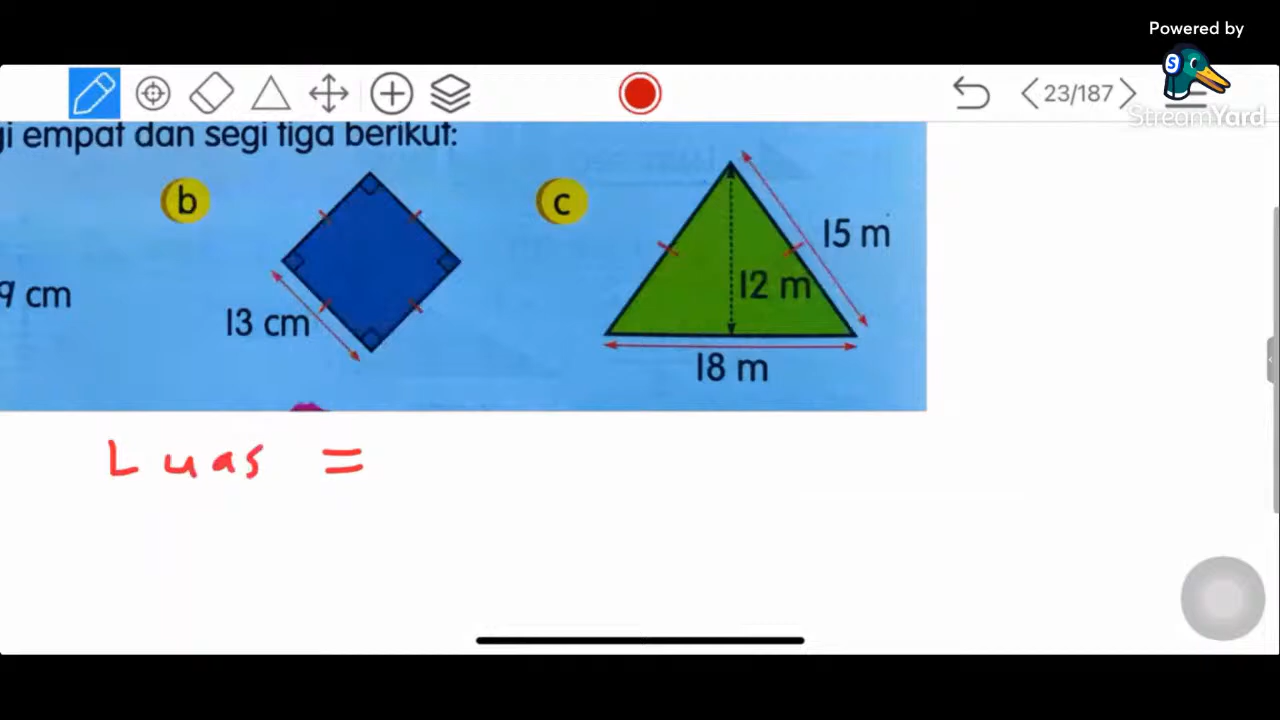 Powered by
StreamYard
23/187
gi empat dan segi tiga berikut:
b
c
15 m
12 m
9 cm
13 cm
18 m
Luas =